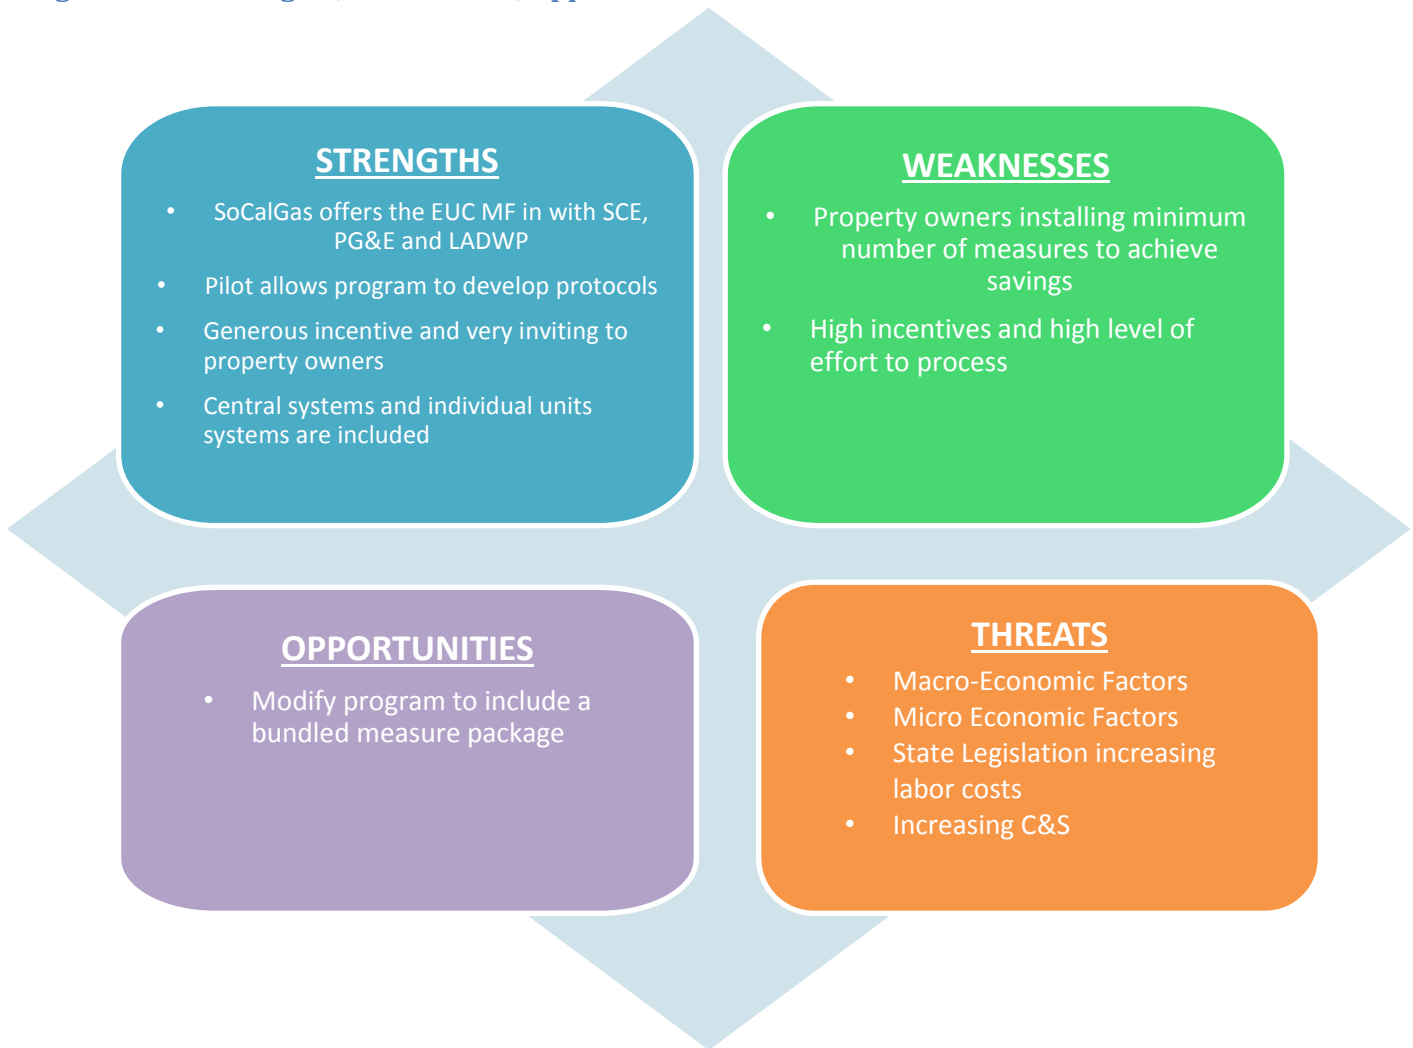 STRENGTHS
• SoCalGas offers the EUC MF in with SCE,
PG&E and LADWP
• Pilot allows program to develop protocols
• Generous incentive and very inviting to
property owners
• Central systems and individual units
systems are included
WEAKNESSES
• Property owners installing minimum
number of measures to achieve
savings
• High incentives and high level of
effort to process
OPPORTUNITIES
• Modify program to include a
bundled measure package
THREATS
• Macro-Economic Factors
• Micro Economic Factors
• State Legislation increasing
labor costs
• Increasing C&S